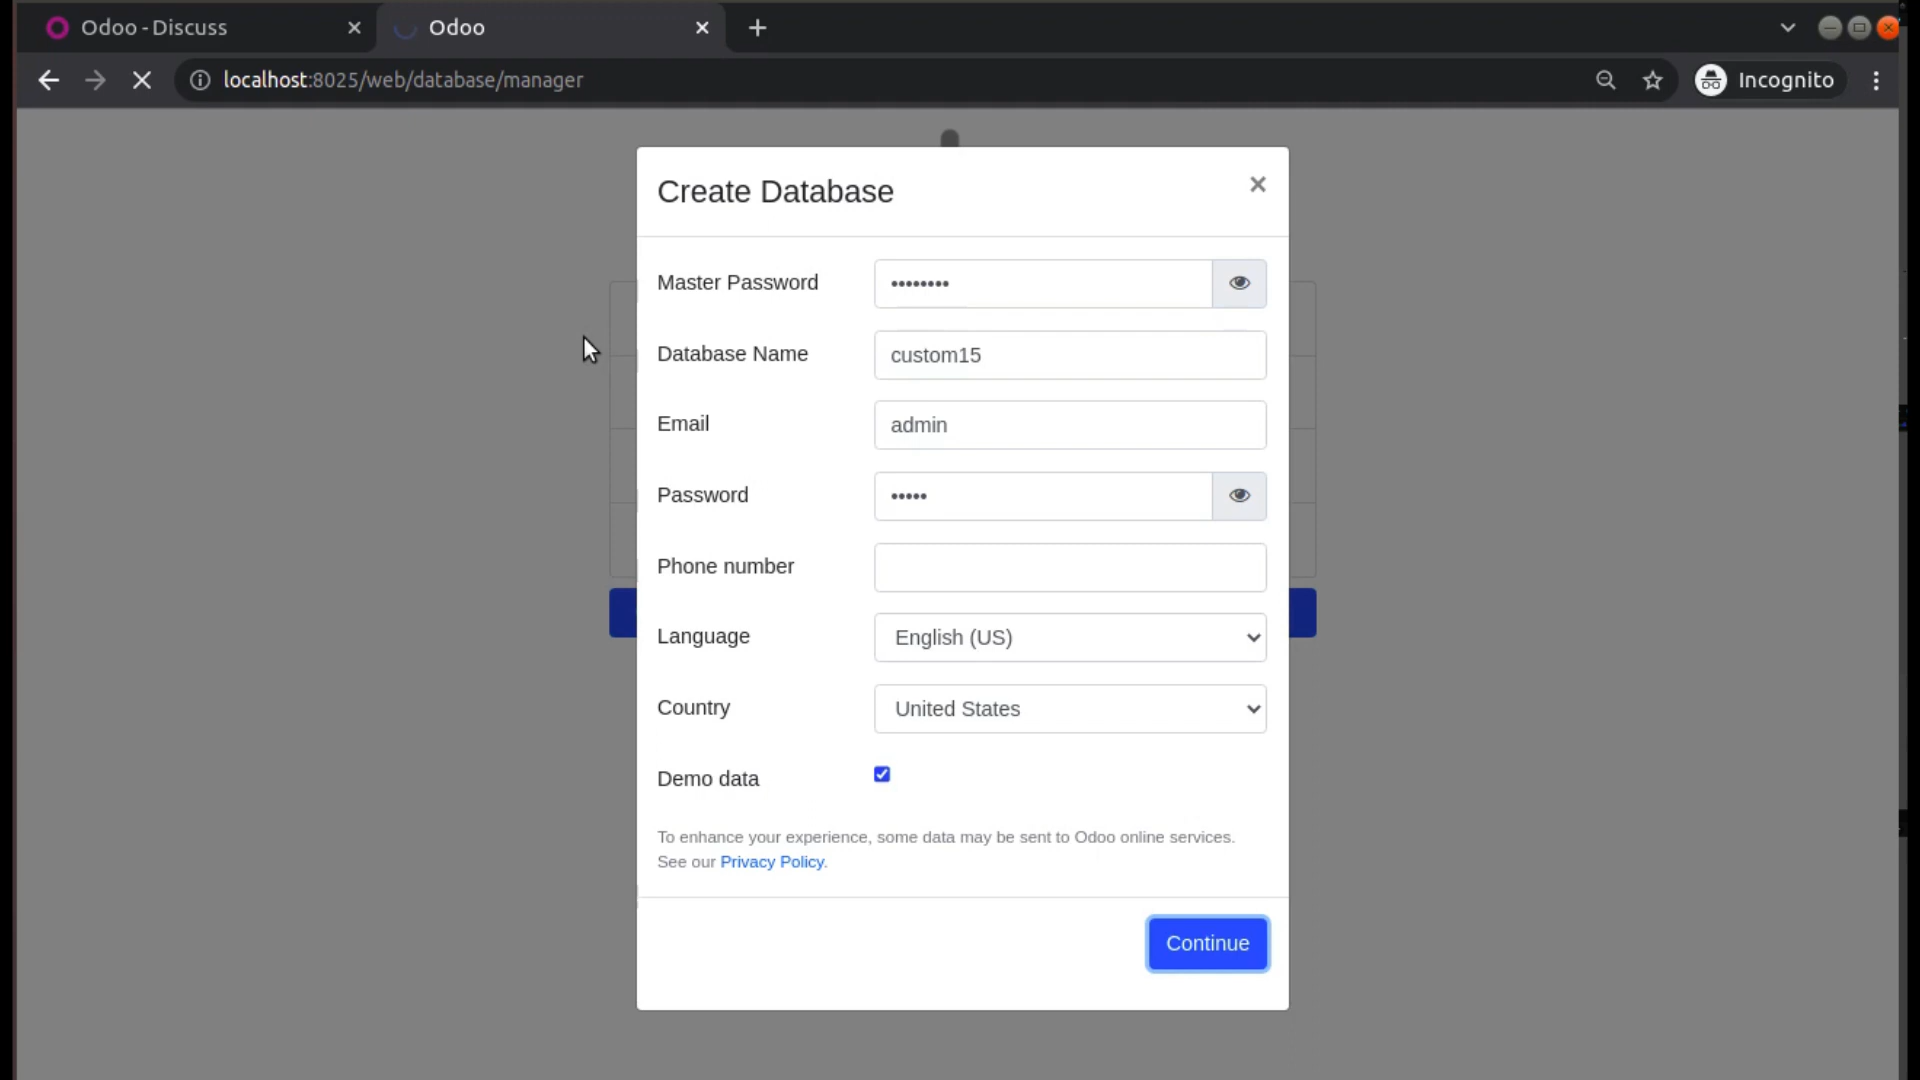 Odoo - Discuss
Odoo
localhost:8025/web/database/manager
Incognito
Create Database
Master Password
••••••••
Database Name
custom15
Email
admin
Password
•••••
Phone number
Language
English (US)
Country
United States
Demo data
To enhance your experience, some data may be sent to Odoo online services.
See our Privacy Policy.
Continue